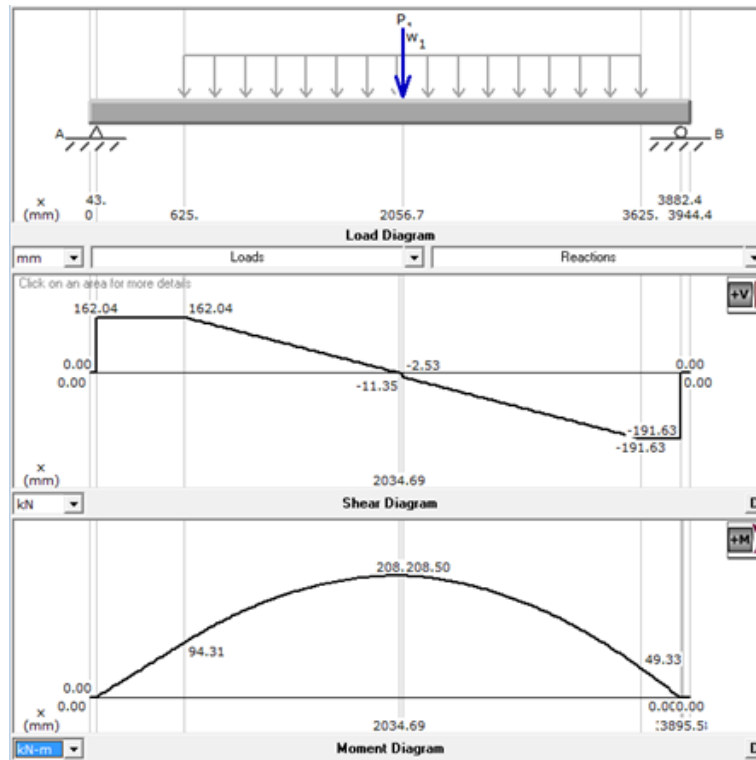 P
w1
A
B
x 43. 3882.4
(mm) 0 625. 2056.7 3625. 3944.4
Load Diagram
mm Loads Reactions
Click on an area for more details
+V
162.04 162.04
0.00 -2.53 0.00
0.00 -11.35 0.00
-191.63
-191.63
x
(mm) 2034.69
kN Shear Diagram
+M
208.208.50
94.31 49.33
0.00
0.00 0.00
x
(mm) 2034.69 3895.58
kN-m Moment Diagram